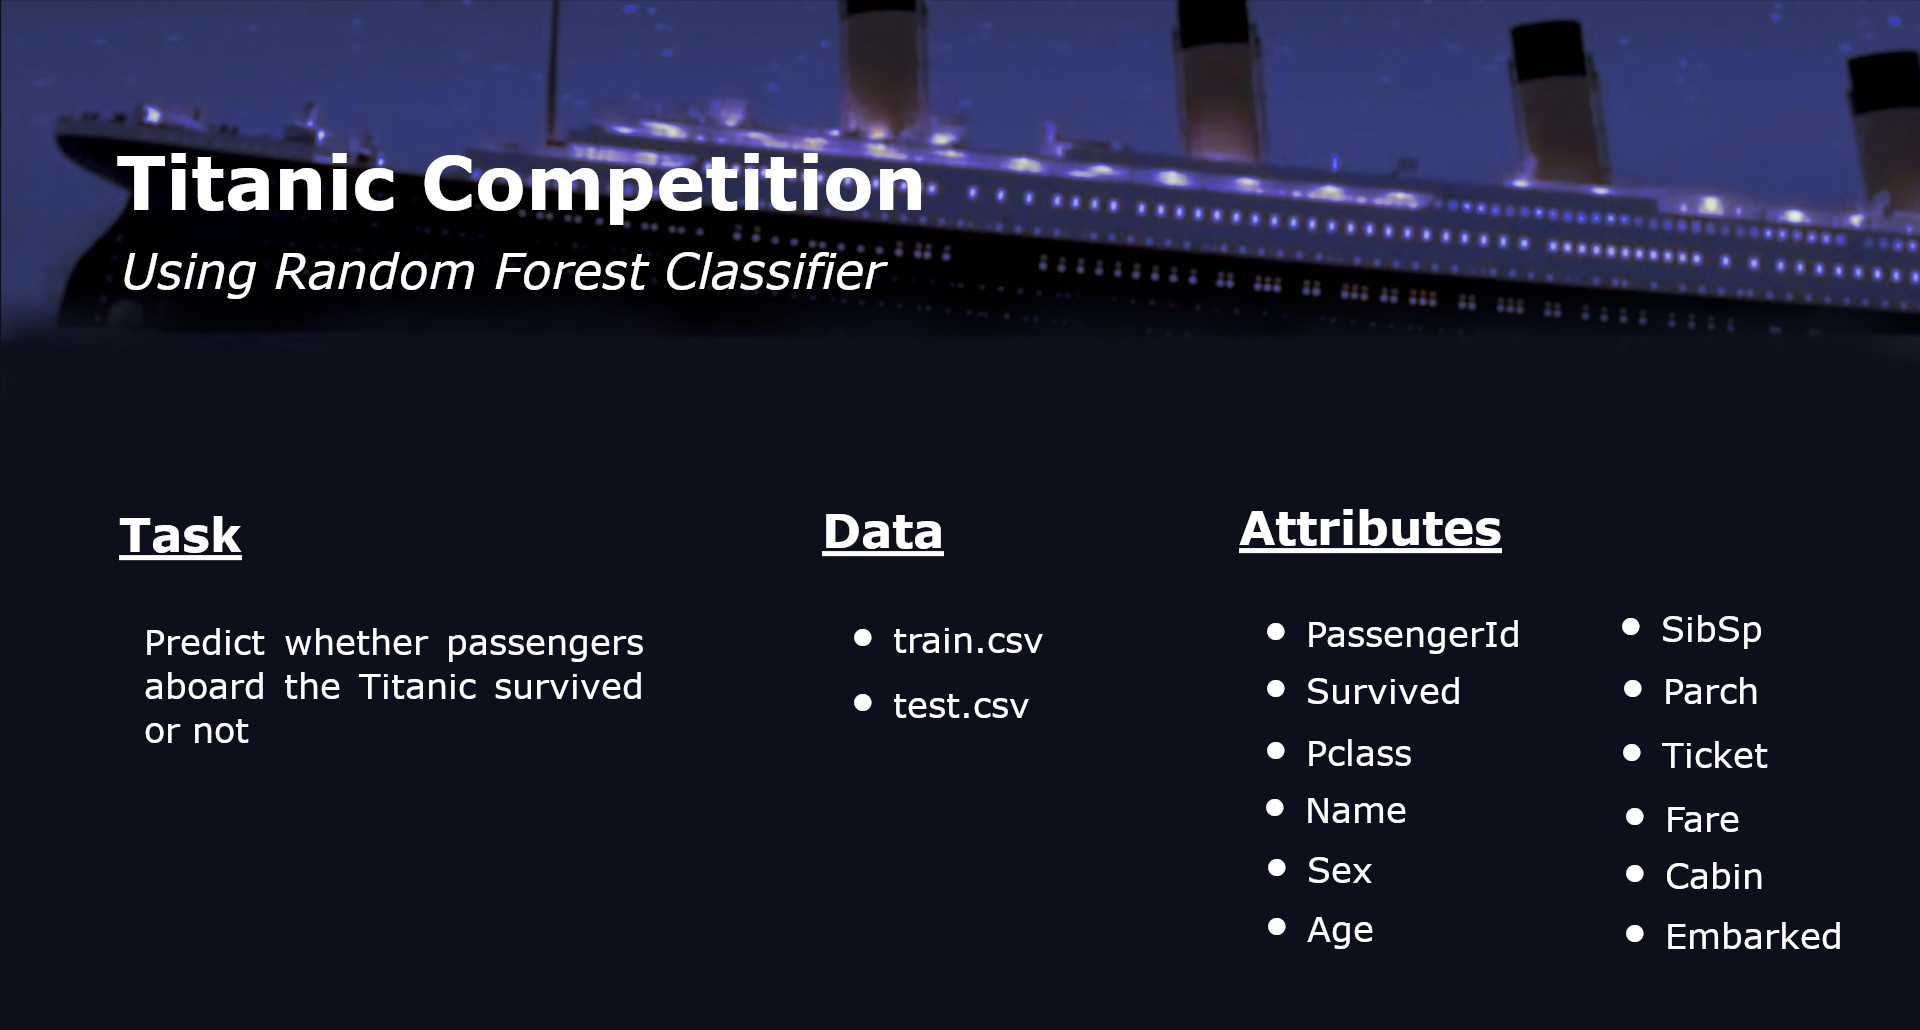 Titanic Competition
Using Random Forest Classifier
Task
Predict whether passengers
aboard the Titanic survived
or not
Data
train.csv
test.csv
Attributes
PassengerId
Survived
Pclass
Name
Sex
Age
SibSp
Parch
Ticket
Fare
Cabin
Embarked